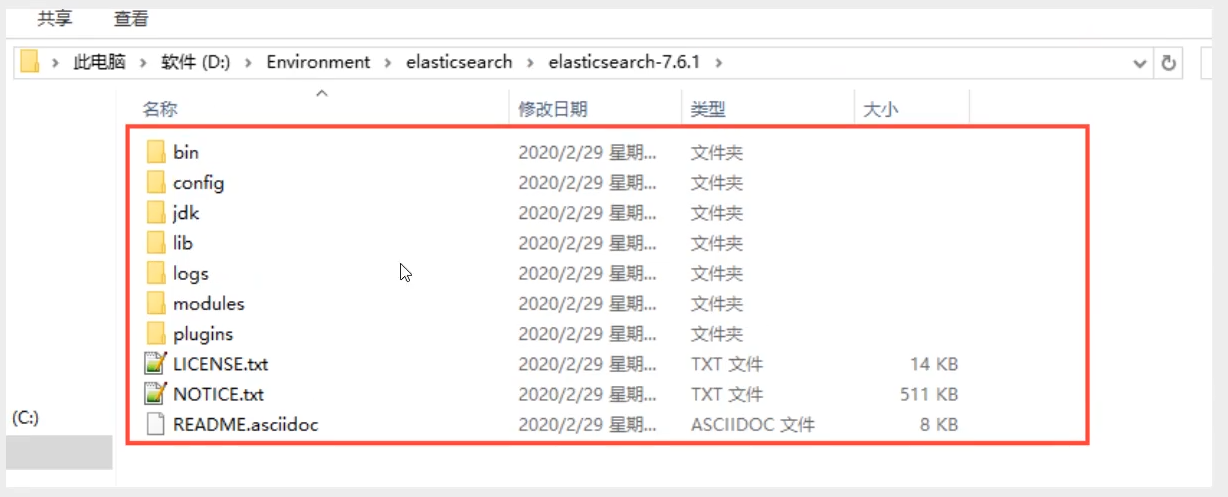 共享 查看
此电脑 › 软件 (D:) › Environment › elasticsearch › elasticsearch-7.6.1 ›
名称 修改日期 类型 大小
bin 2020/2/29 星期... 文件夹
config 2020/2/29 星期... 文件夹
jdk 2020/2/29 星期... 文件夹
lib 2020/2/29 星期... 文件夹
logs 2020/2/29 星期... 文件夹
modules 2020/2/29 星期... 文件夹
plugins 2020/2/29 星期... 文件夹
LICENSE.txt 2020/2/29 星期... TXT 文件 14 KB
NOTICE.txt 2020/2/29 星期... TXT 文件 511 KB
(C:) README.asciidoc 2020/2/29 星期... ASCIIDOC 文件 8 KB